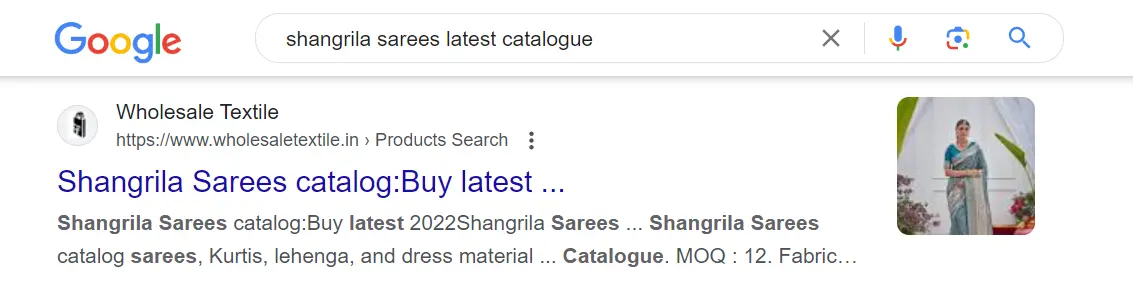 Google
shangrila sarees latest catalogue
Wholesale Textile
https://www.wholesaletextile.in › Products Search
Shangrila Sarees catalog:Buy latest ...
Shangrila Sarees catalog:Buy latest 2022Shangrila Sarees ... Shangrila Sarees
catalog sarees, Kurtis, lehenga, and dress material ... Catalogue. MOQ : 12. Fabric…